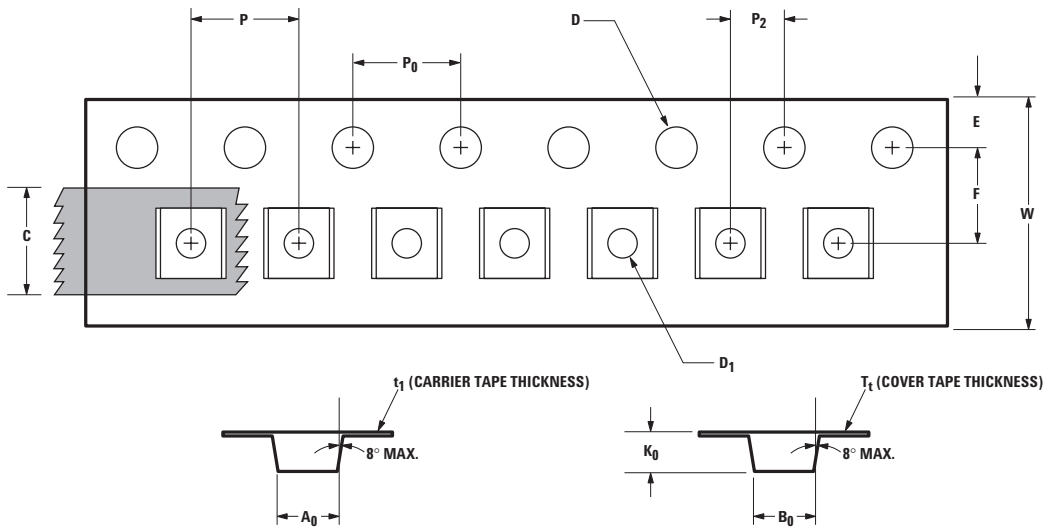 P
P₀
D
P₂
E
F
W
C
D₁
t₁ (CARRIER TAPE THICKNESS)
Tₜ (COVER TAPE THICKNESS)
8° MAX.
K₀
8° MAX.
A₀
B₀